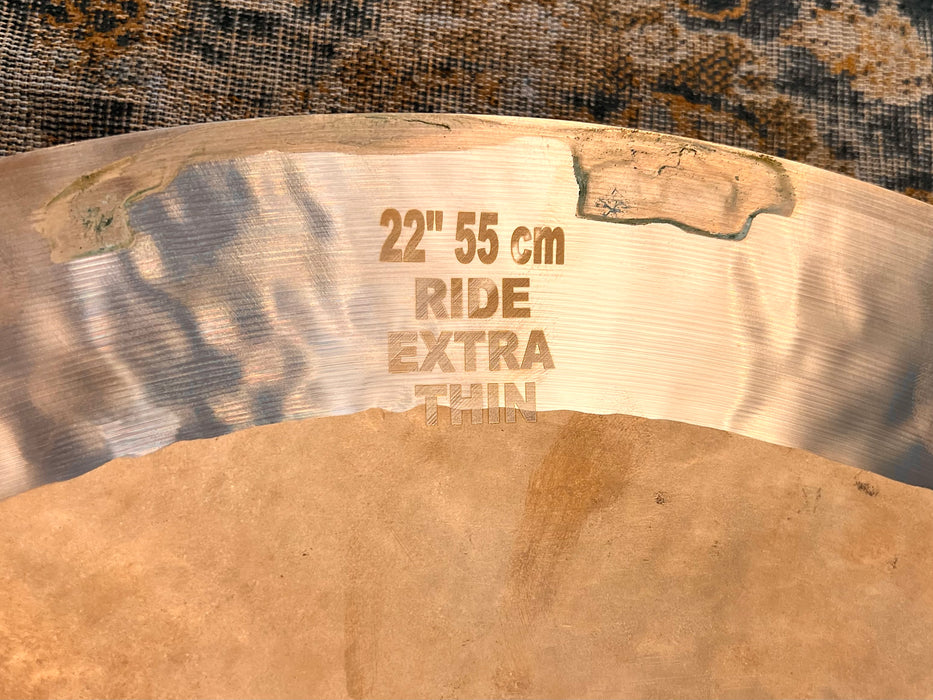 22" 55 cm
RIDE
EXTRA
THIN